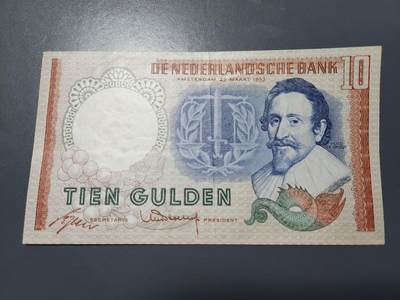 DE NEDERLANDSCHE BANK
10
AMSTERDAM 23 MAART 1953
TIEN GULDEN
SECRETARIS
PRESIDENT